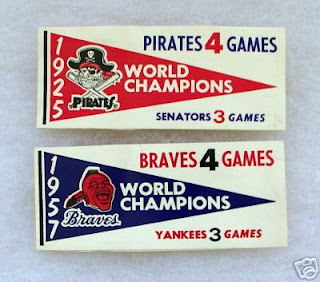 PIRATES 4 GAMES
1925
WORLD
CHAMPIONS
PIRATES
SENATORS 3 GAMES
BRAVES 4 GAMES
1957
WORLD
CHAMPIONS
Braves
YANKEES 3 GAMES
ebay